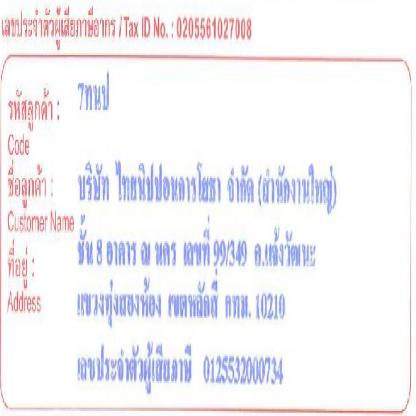 เลขประจำตัวผู้เสียภาษีอากร / Tax ID No. : 0205561027008
รหัสลูกค้า : 7ทนป
Code
ชื่อลูกค้า : บริษัท ไทยนิปปอนการโยธา จำกัด (สำนักงานใหญ่)
Customer Name
ที่อยู่ : ชั้น 8 อาคาร ณ นคร เลขที่ 99/349 ถ.แจ้งวัฒนะ
Address แขวงทุ่งสองห้อง เขตหลักสี่ กทม. 10210
เลขประจำตัวผู้เสียภาษี 0125532000734